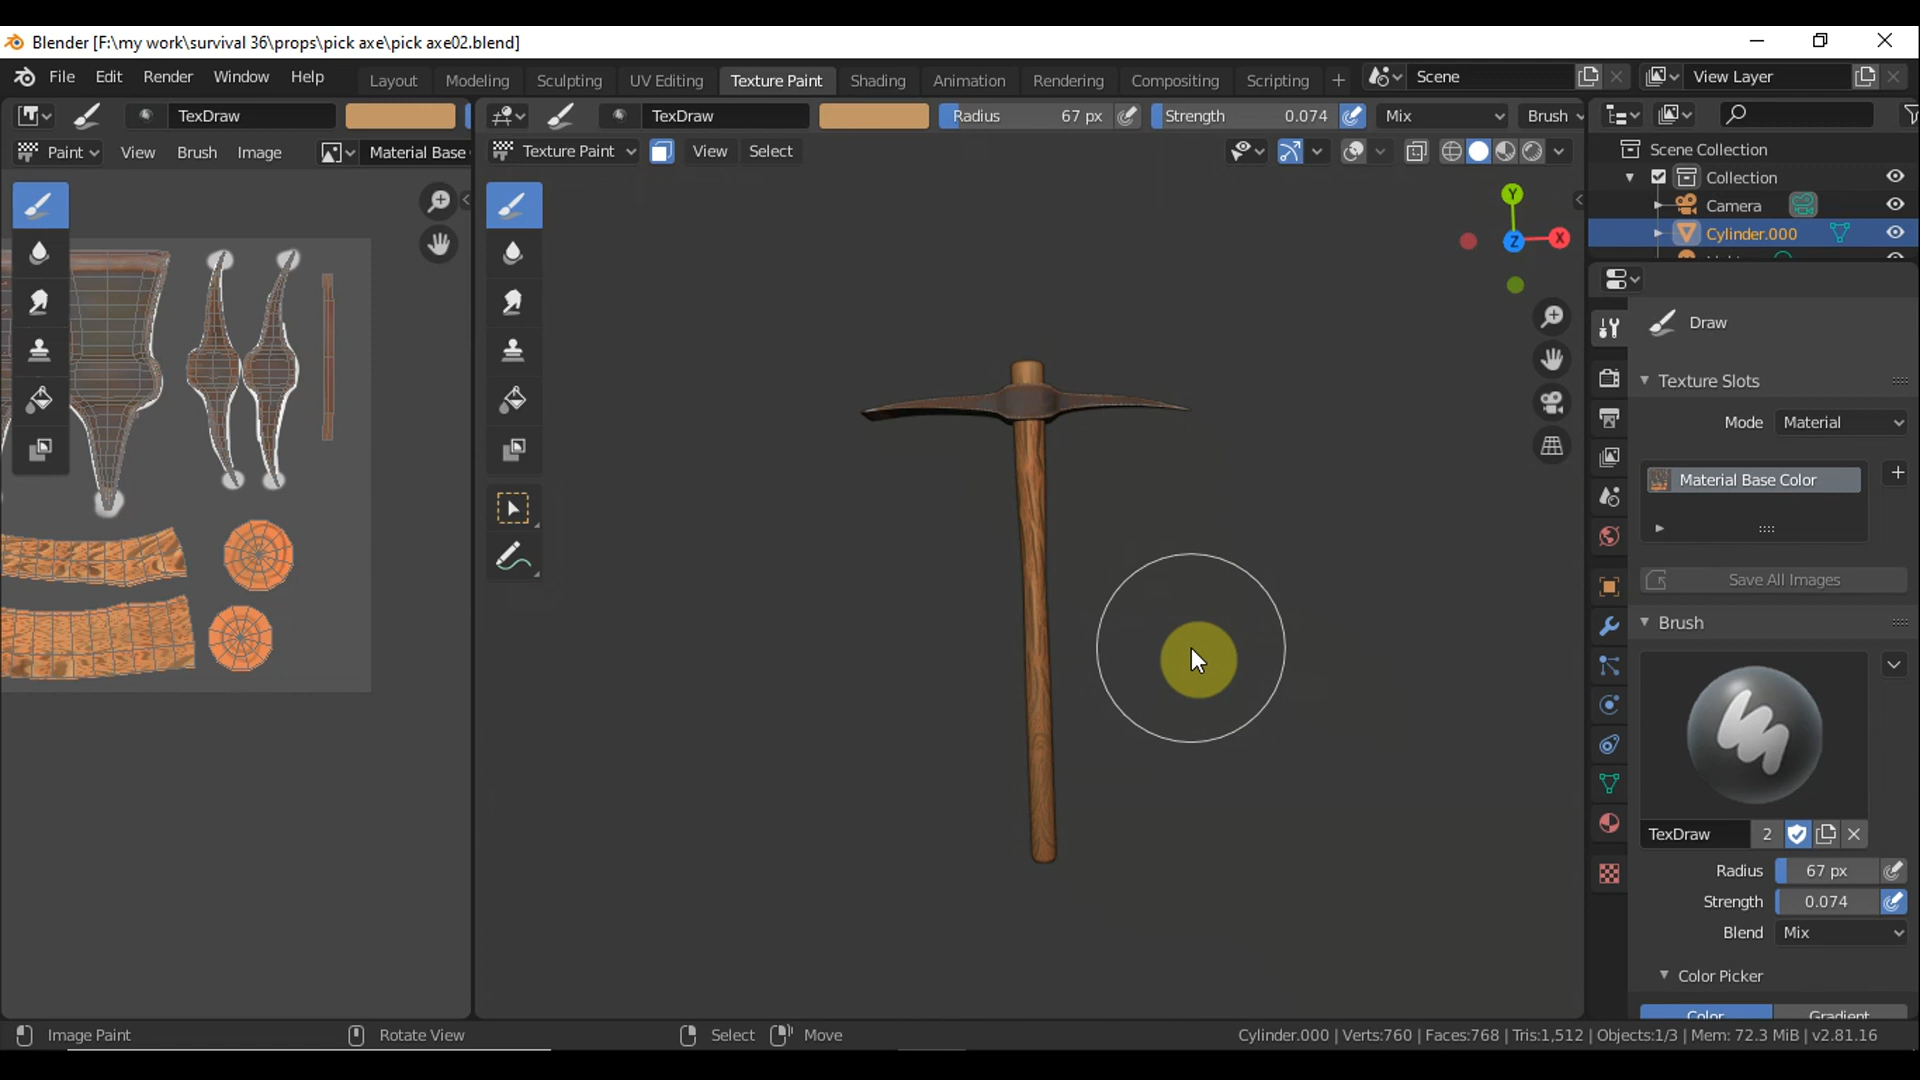 Blender [F:\my work\survival 36\props\pick axe\pick axe02.blend]
File Edit Render Window Help Layout Modeling Sculpting UV Editing Texture Paint Shading Animation Rendering Compositing Scripting + Scene View Layer
TexDraw TexDraw Radius 67 px Strength 0.074 Mix Brush
Paint View Brush Image Material Base Texture Paint View Select
Scene Collection
Collection
Camera
Cylinder.000
Y
X
Z
Draw
Texture Slots
Mode Material
Material Base Color
Save All Images
Brush
TexDraw 2
Radius 67 px
Strength 0.074
Blend Mix
Color Picker
Color Gradient
Image Paint Rotate View Select Move Cylinder.000 | Verts:760 | Faces:768 | Tris:1,512 | Objects:1/3 | Mem: 72.3 MiB | v2.81.16